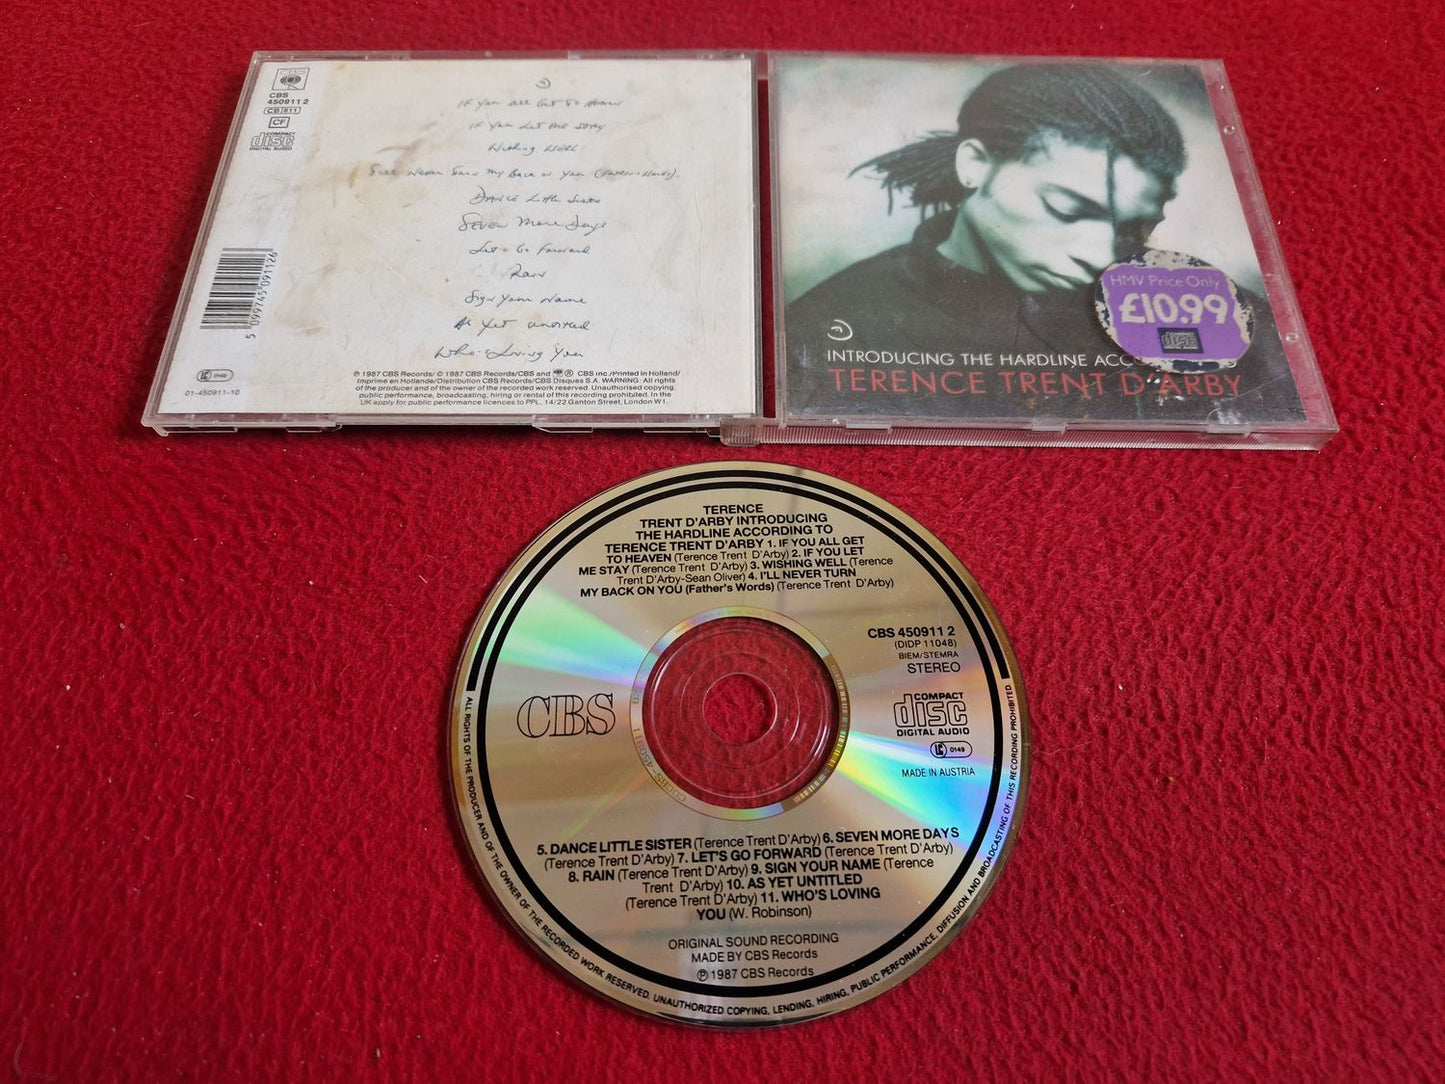 CBS
CBS
450911 2
CB 811
CF
COMPACT
disc
DIGITAL AUDIO
If You All Get To Heaven
If You Let Me Stay
Wishing Well
I'll Never Turn My Back on You (Father's Words)
Dance Little Sister
Seven More Days
Let's Go Forward
Rain
Sign Your Name
As Yet Untitled
Who's Loving You
5 099745 091126
LC 0149
01-450911-10
℗ 1987 CBS Records/ © 1987 CBS Records/CBS and ® CBS inc./Printed in Holland/
Imprimé en Hollande/Distribution CBS Records/CBS Disques S.A. WARNING: All rights
of the producer and of the owner of the recorded work reserved. Unauthorised copying,
public performance, broadcasting, hiring or rental of this recording prohibited. In the
UK apply for public performance licences to PPL, 14/22 Ganton Street, London W1.
HMV Price Only
£10.99
COMPACT
disc
INTRODUCING THE HARDLINE ACC
TERENCE TRENT D'ARBY
TERENCE
TRENT D'ARBY INTRODUCING
THE HARDLINE ACCORDING TO
TERENCE TRENT D'ARBY 1. IF YOU ALL GET
TO HEAVEN (Terence Trent D'Arby) 2. IF YOU LET
ME STAY (Terence Trent D'Arby) 3. WISHING WELL (Terence
Trent D'Arby-Sean Oliver) 4. I'LL NEVER TURN
MY BACK ON YOU (Father's Words) (Terence Trent D'Arby)
CBS 450911 2
(DIDP 11048)
BIEM/STEMRA
STEREO
CBS
COMPACT
disc
DIGITAL AUDIO
LC 0149
MADE IN AUSTRIA
5. DANCE LITTLE SISTER (Terence Trent D'Arby) 6. SEVEN MORE DAYS
(Terence Trent D'Arby) 7. LET'S GO FORWARD (Terence Trent D'Arby)
8. RAIN (Terence Trent D'Arby) 9. SIGN YOUR NAME (Terence
Trent D'Arby) 10. AS YET UNTITLED
(Terence Trent D'Arby) 11. WHO'S LOVING
YOU (W. Robinson)
ORIGINAL SOUND RECORDING
MADE BY CBS Records
℗ 1987 CBS Records
ALL RIGHTS OF THE PRODUCER AND OF THE OWNER OF THE RECORDED WORK RESERVED. UNAUTHORIZED COPYING, LENDING, HIRING, PUBLIC PERFORMANCE, DIFFUSION AND BROADCASTING OF THIS RECORDING PROHIBITED